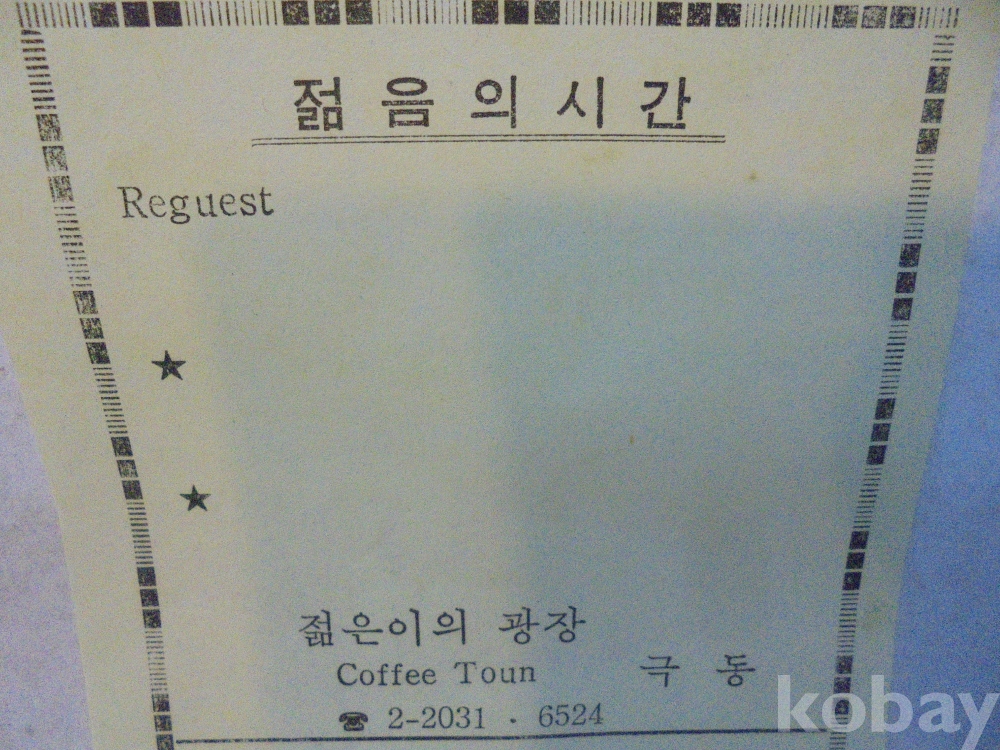 젊음의시간
Reguest
★
★
젊은이의 광장
Coffee Toun 극동
☎ 2-2031 · 6524
kobay